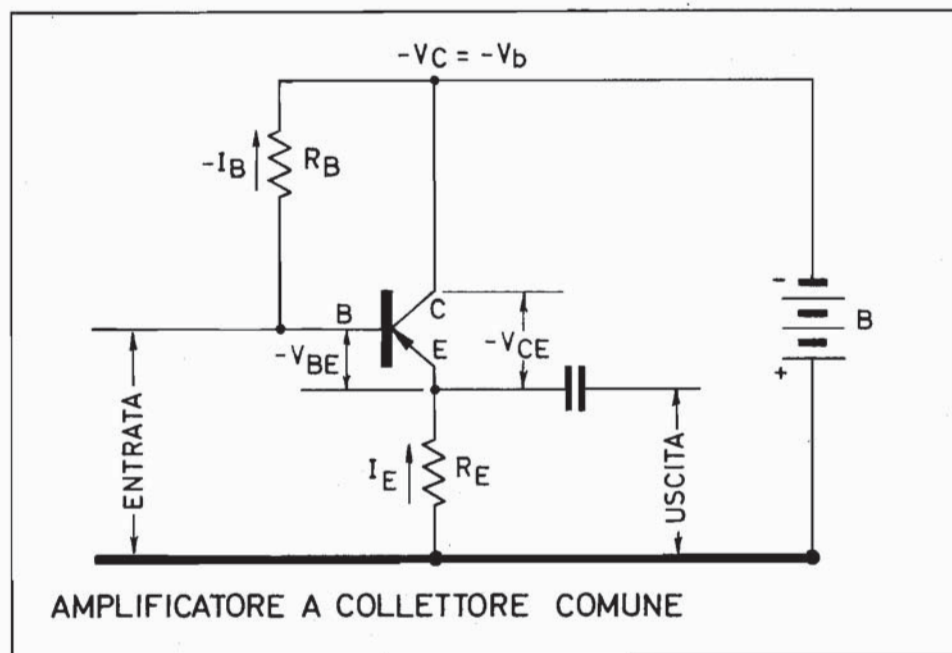 -VC = -Vb
-IB
RB
B
C
E
-VBE
-VCE
-
B
+
ENTRATA
IE
RE
USCITA
AMPLIFICATORE A COLLETTORE COMUNE